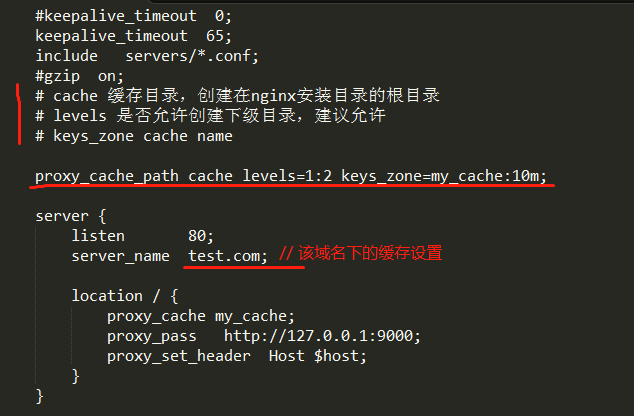 #keepalive_timeout  0;
keepalive_timeout  65;
include   servers/*.conf;
#gzip  on;
# cache 缓存目录，创建在nginx安装目录的根目录
# levels 是否允许创建下级目录，建议允许
# keys_zone cache name
proxy_cache_path cache levels=1:2 keys_zone=my_cache:10m;
server {
listen       80;
server_name  test.com; // 该域名下的缓存设置
location / {
proxy_cache my_cache;
proxy_pass   http://127.0.0.1:9000;
proxy_set_header  Host $host;
}
}